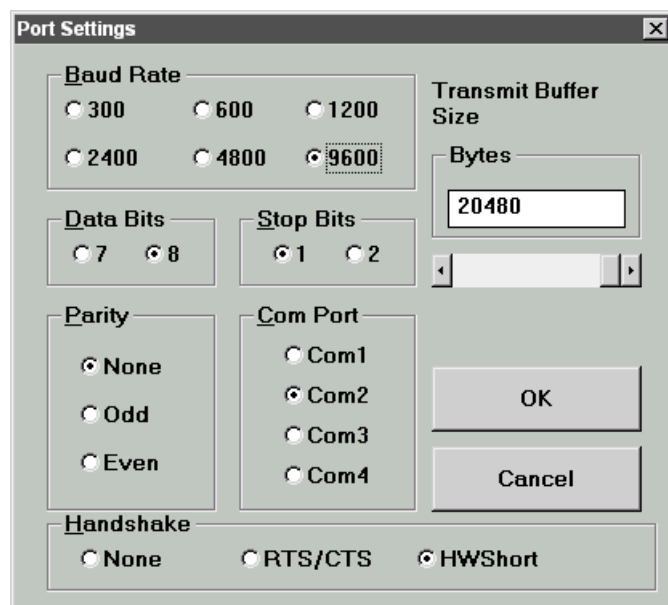 Port Settings
Baud Rate
300 600 1200
2400 4800 9600
Transmit Buffer
Size
Bytes
20480
Data Bits
7 8
Stop Bits
1 2
Parity
None
Odd
Even
Com Port
Com1
Com2
Com3
Com4
OK
Cancel
Handshake
None RTS/CTS HWShort